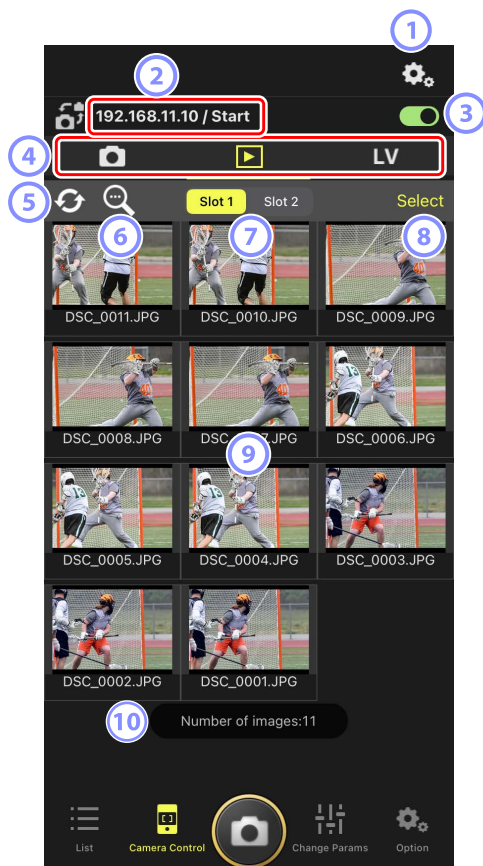 1
2
192.168.11.10 / Start
3
4
LV
5
Slot 1 Slot 2 Select
6 7 8
DSC_0011.JPG DSC_0010.JPG DSC_0009.JPG
DSC_0008.JPG 7.JPG DSC_0006.JPG
9
DSC_0005.JPG DSC_0004.JPG DSC_0003.JPG
DSC_0002.JPG DSC_0001.JPG
10 Number of images:11
List Camera Control Change Params Option